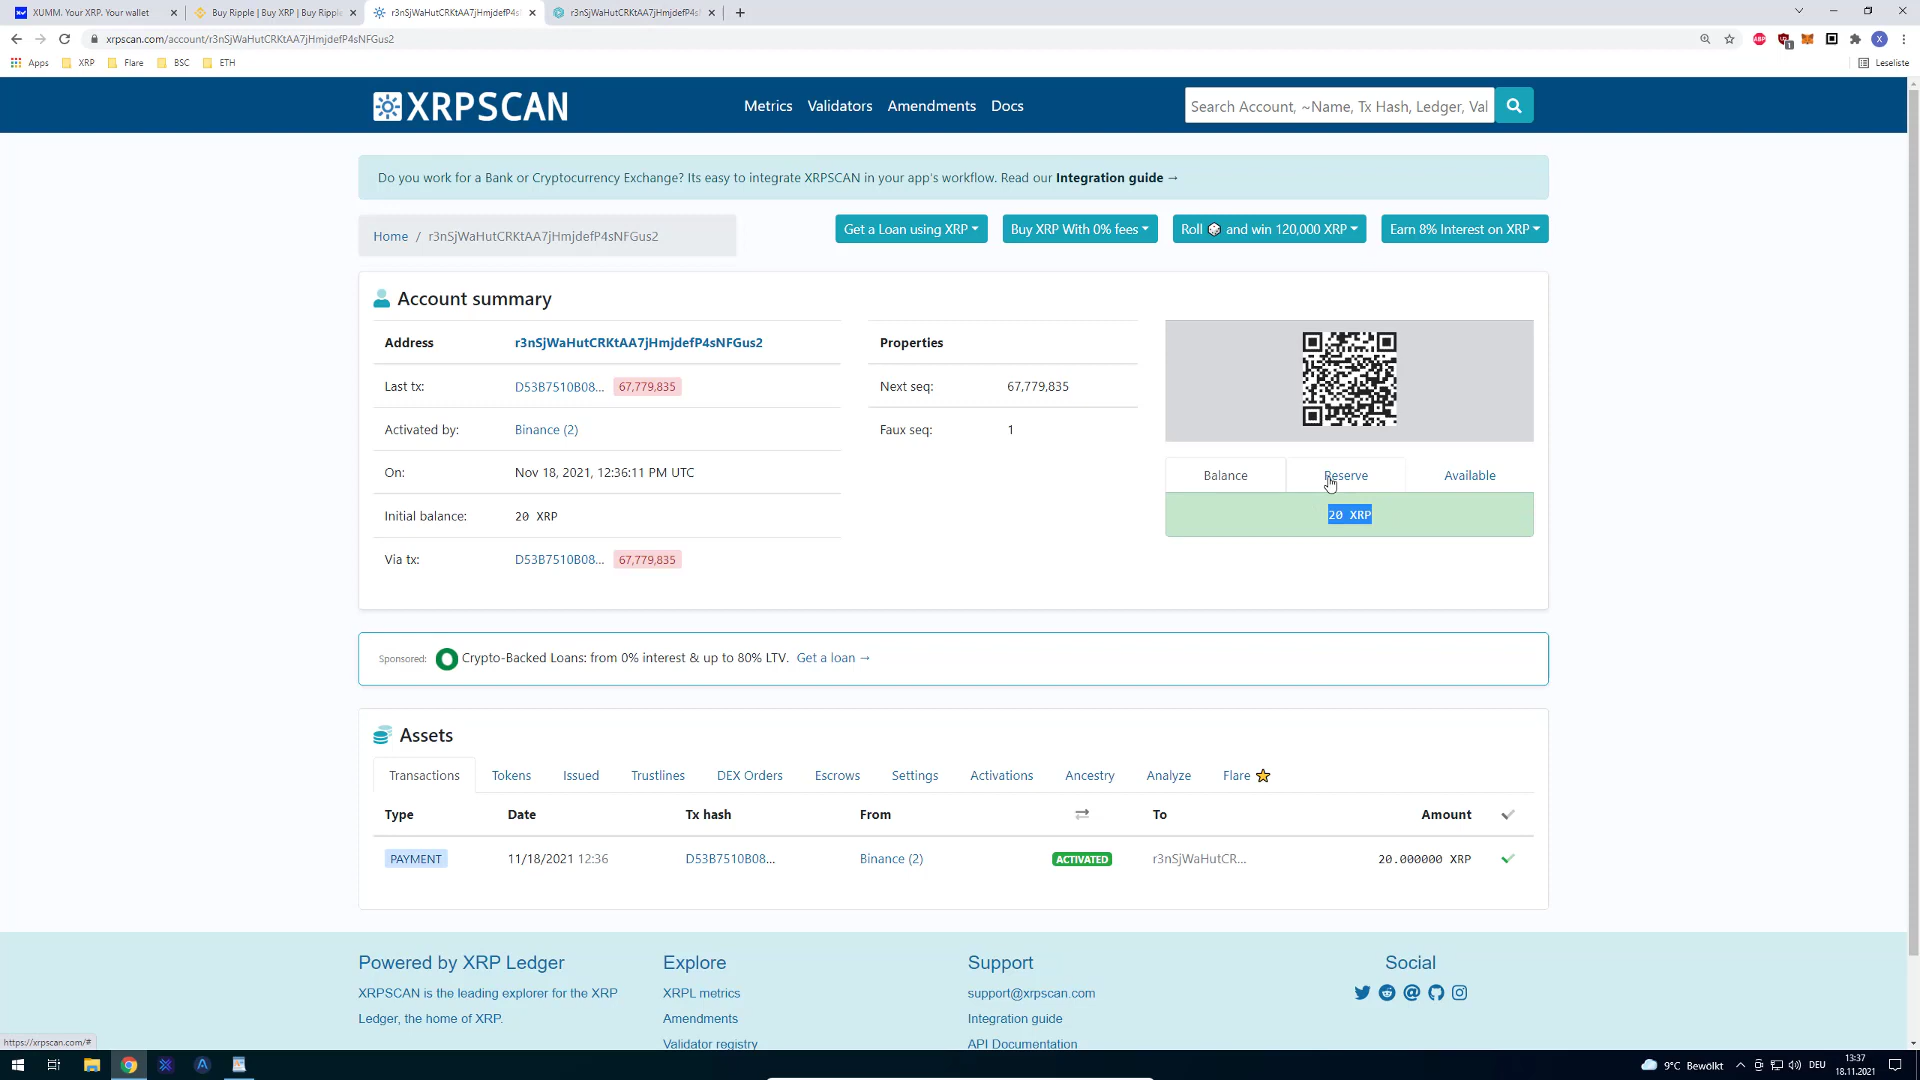 XUMM. Your XRP. Your wallet
Buy Ripple | Buy XRP | Buy Ripple
r3nSjWaHutCRKtAA7jHmjdefP4s
r3nSjWaHutCRKtAA7jHmjdefP4sNF
xrpscan.com/account/r3nSjWaHutCRKtAA7jHmjdefP4sNFGus2
Apps XRP Flare BSC ETH Leseliste
XRPSCAN
Metrics Validators Amendments Docs
Search Account, ~Name, Tx Hash, Ledger, Val
Do you work for a Bank or Cryptocurrency Exchange? Its easy to integrate XRPSCAN in your app's workflow. Read our Integration guide →
Home / r3nSjWaHutCRKtAA7jHmjdefP4sNFGus2
Get a Loan using XRP Buy XRP With 0% fees Roll and win 120,000 XRP Earn 8% Interest on XRP
Account summary
Address r3nSjWaHutCRKtAA7jHmjdefP4sNFGus2
Last tx: D53B7510B08... 67,779,835
Activated by: Binance (2)
On: Nov 18, 2021, 12:36:11 PM UTC
Initial balance: 20 XRP
Via tx: D53B7510B08... 67,779,835
Properties
Next seq: 67,779,835
Faux seq: 1
Balance Reserve Available
20 XRP
Sponsored: Crypto-Backed Loans: from 0% interest & up to 80% LTV. Get a loan →
Assets
Transactions Tokens Issued Trustlines DEX Orders Escrows Settings Activations Ancestry Analyze Flare
Type Date Tx hash From To Amount
PAYMENT 11/18/2021 12:36 D53B7510B08... Binance (2) ACTIVATED r3nSjWaHutCR... 20.000000 XRP
Powered by XRP Ledger
XRPSCAN is the leading explorer for the XRP
Ledger, the home of XRP.
Explore
XRPL metrics
Amendments
Validator registry
Support
support@xrpscan.com
Integration guide
API Documentation
Social
https://xrpscan.com/#
9°C Bewölkt DEU
13:37
18.11.2021